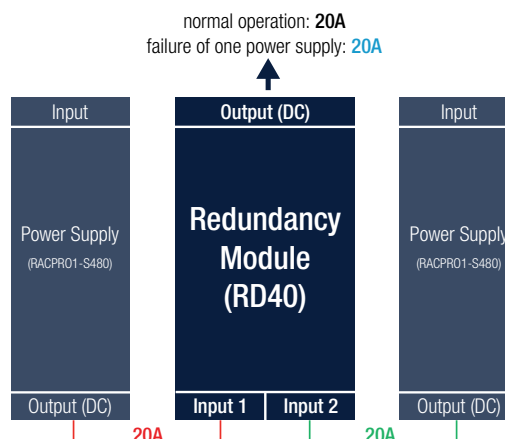 normal operation: 20A
failure of one power supply: 20A
Input
Output (DC)
Input
Power Supply
(RACPRO1-S480)
Redundancy
Module
(RD40)
Power Supply
(RACPRO1-S480)
Output (DC)
Input 1
Input 2
Output (DC)
20A
20A